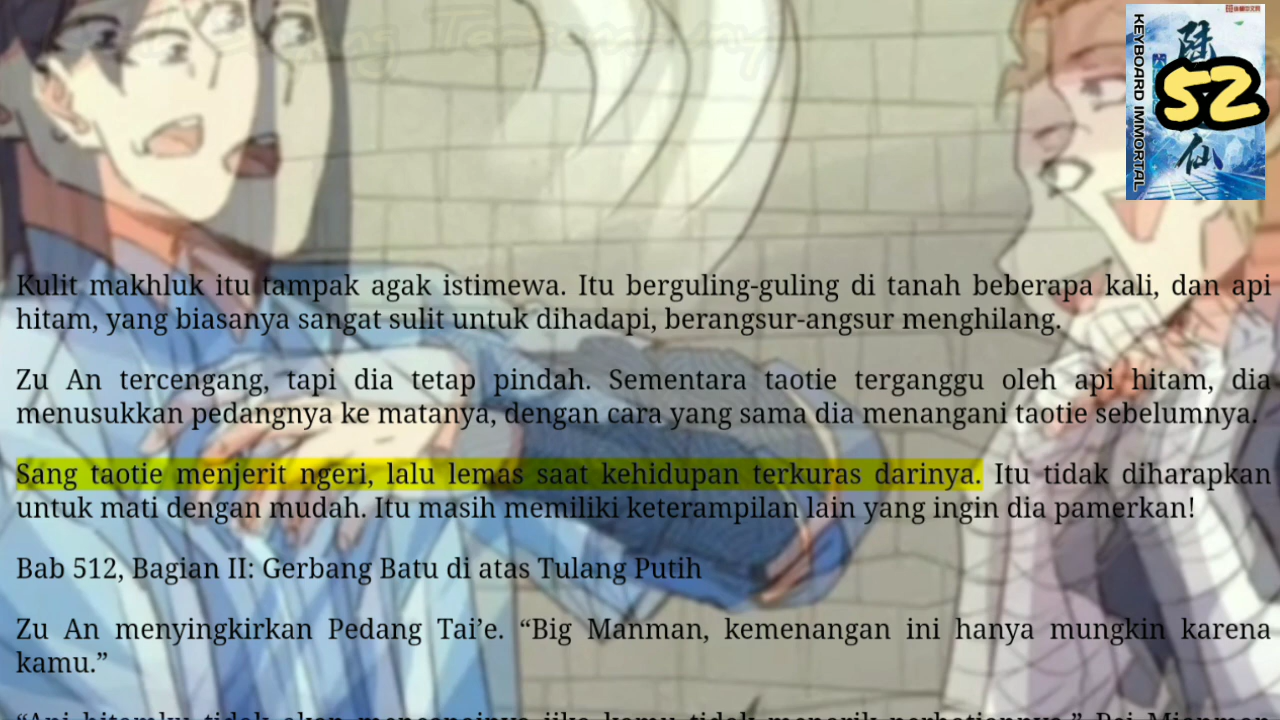 KEYBOARD IMMORTAL
陆
仙
52
Kulit makhluk itu tampak agak istimewa. Itu berguling-guling di tanah beberapa kali, dan api
hitam, yang biasanya sangat sulit untuk dihadapi, berangsur-angsur menghilang.
Zu An tercengang, tapi dia tetap pindah. Sementara taotie terganggu oleh api hitam, dia
menusukkan pedangnya ke matanya, dengan cara yang sama dia menangani taotie sebelumnya.
Sang taotie menjerit ngeri, lalu lemas saat kehidupan terkuras darinya. Itu tidak diharapkan
untuk mati dengan mudah. Itu masih memiliki keterampilan lain yang ingin dia pamerkan!
Bab 512, Bagian II: Gerbang Batu di atas Tulang Putih
Zu An menyingkirkan Pedang Tai’e. “Big Manman, kemenangan ini hanya mungkin karena
kamu.”